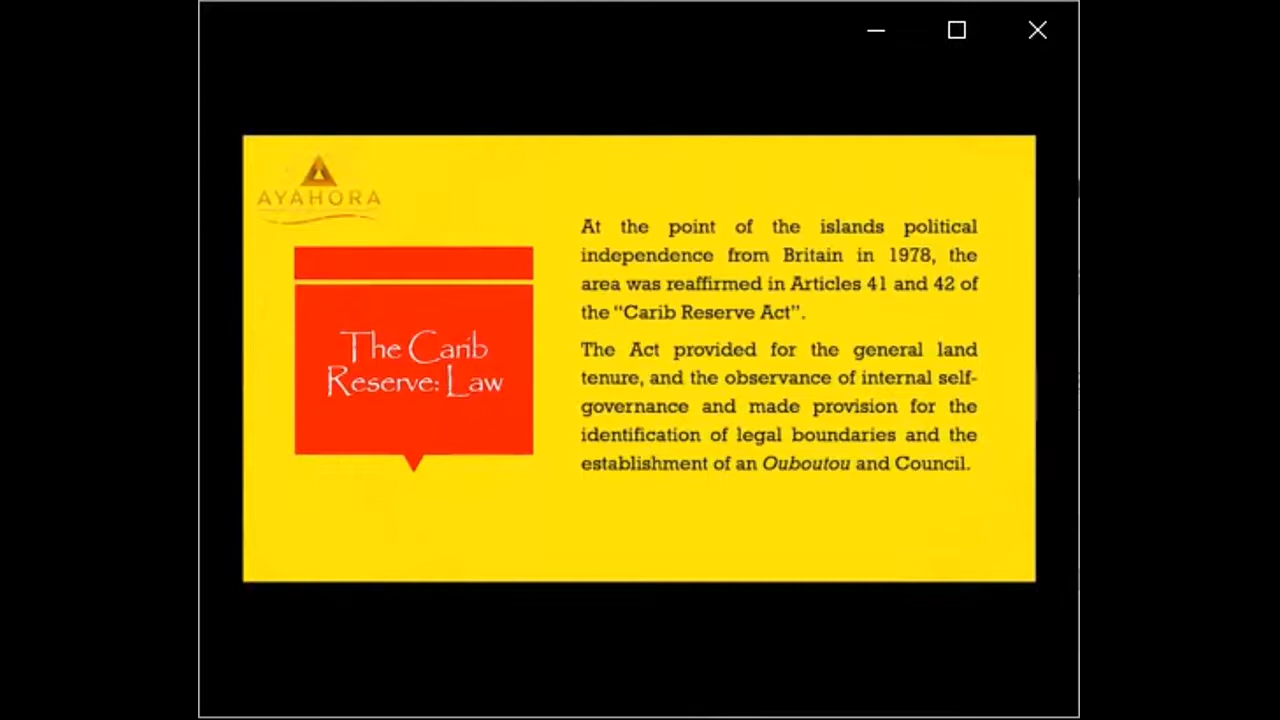 AYAHORA
The Carib
Reserve: Law
At the point of the islands political
independence from Britain in 1978, the
area was reaffirmed in Articles 41 and 42 of
the “Carib Reserve Act”.
The Act provided for the general land
tenure, and the observance of internal self-
governance and made provision for the
identification of legal boundaries and the
establishment of an Ouboutou and Council.